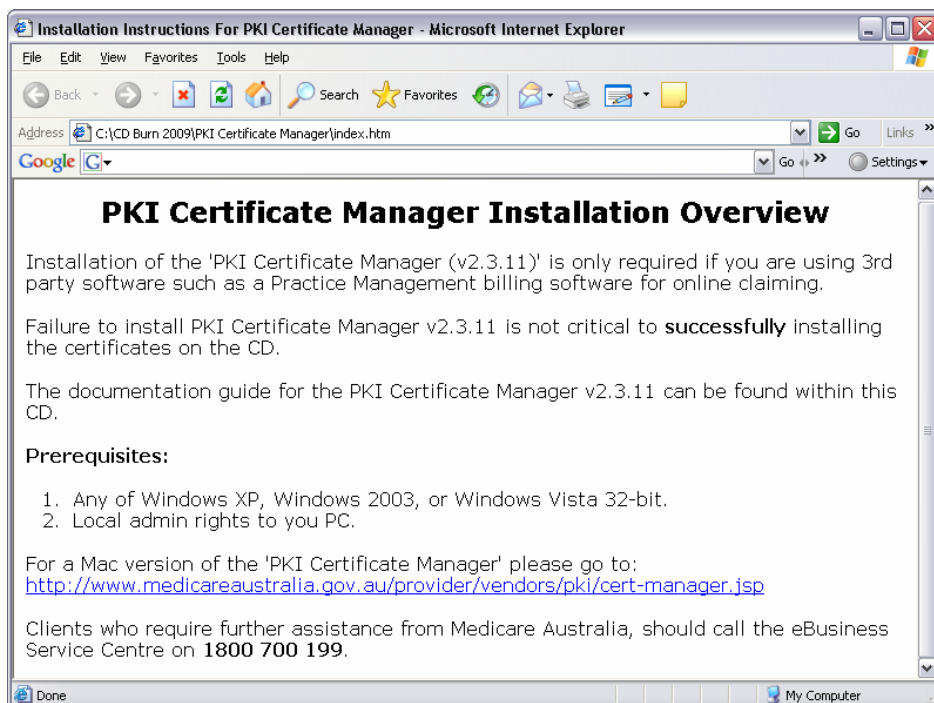 Installation Instructions For PKI Certificate Manager - Microsoft Internet Explorer
File Edit View Favorites Tools Help
Back Search Favorites
Address C:\CD Burn 2009\PKI Certificate Manager\index.htm Go Links »
Google G Go » Settings
PKI Certificate Manager Installation Overview
Installation of the 'PKI Certificate Manager (v2.3.11)' is only required if you are using 3rd
party software such as a Practice Management billing software for online claiming.
Failure to install PKI Certificate Manager v2.3.11 is not critical to successfully installing
the certificates on the CD.
The documentation guide for the PKI Certificate Manager v2.3.11 can be found within this
CD.
Prerequisites:
1. Any of Windows XP, Windows 2003, or Windows Vista 32-bit.
2. Local admin rights to you PC.
For a Mac version of the 'PKI Certificate Manager' please go to:
http://www.medicareaustralia.gov.au/provider/vendors/pki/cert-manager.jsp
Clients who require further assistance from Medicare Australia, should call the eBusiness
Service Centre on 1800 700 199.
Done My Computer